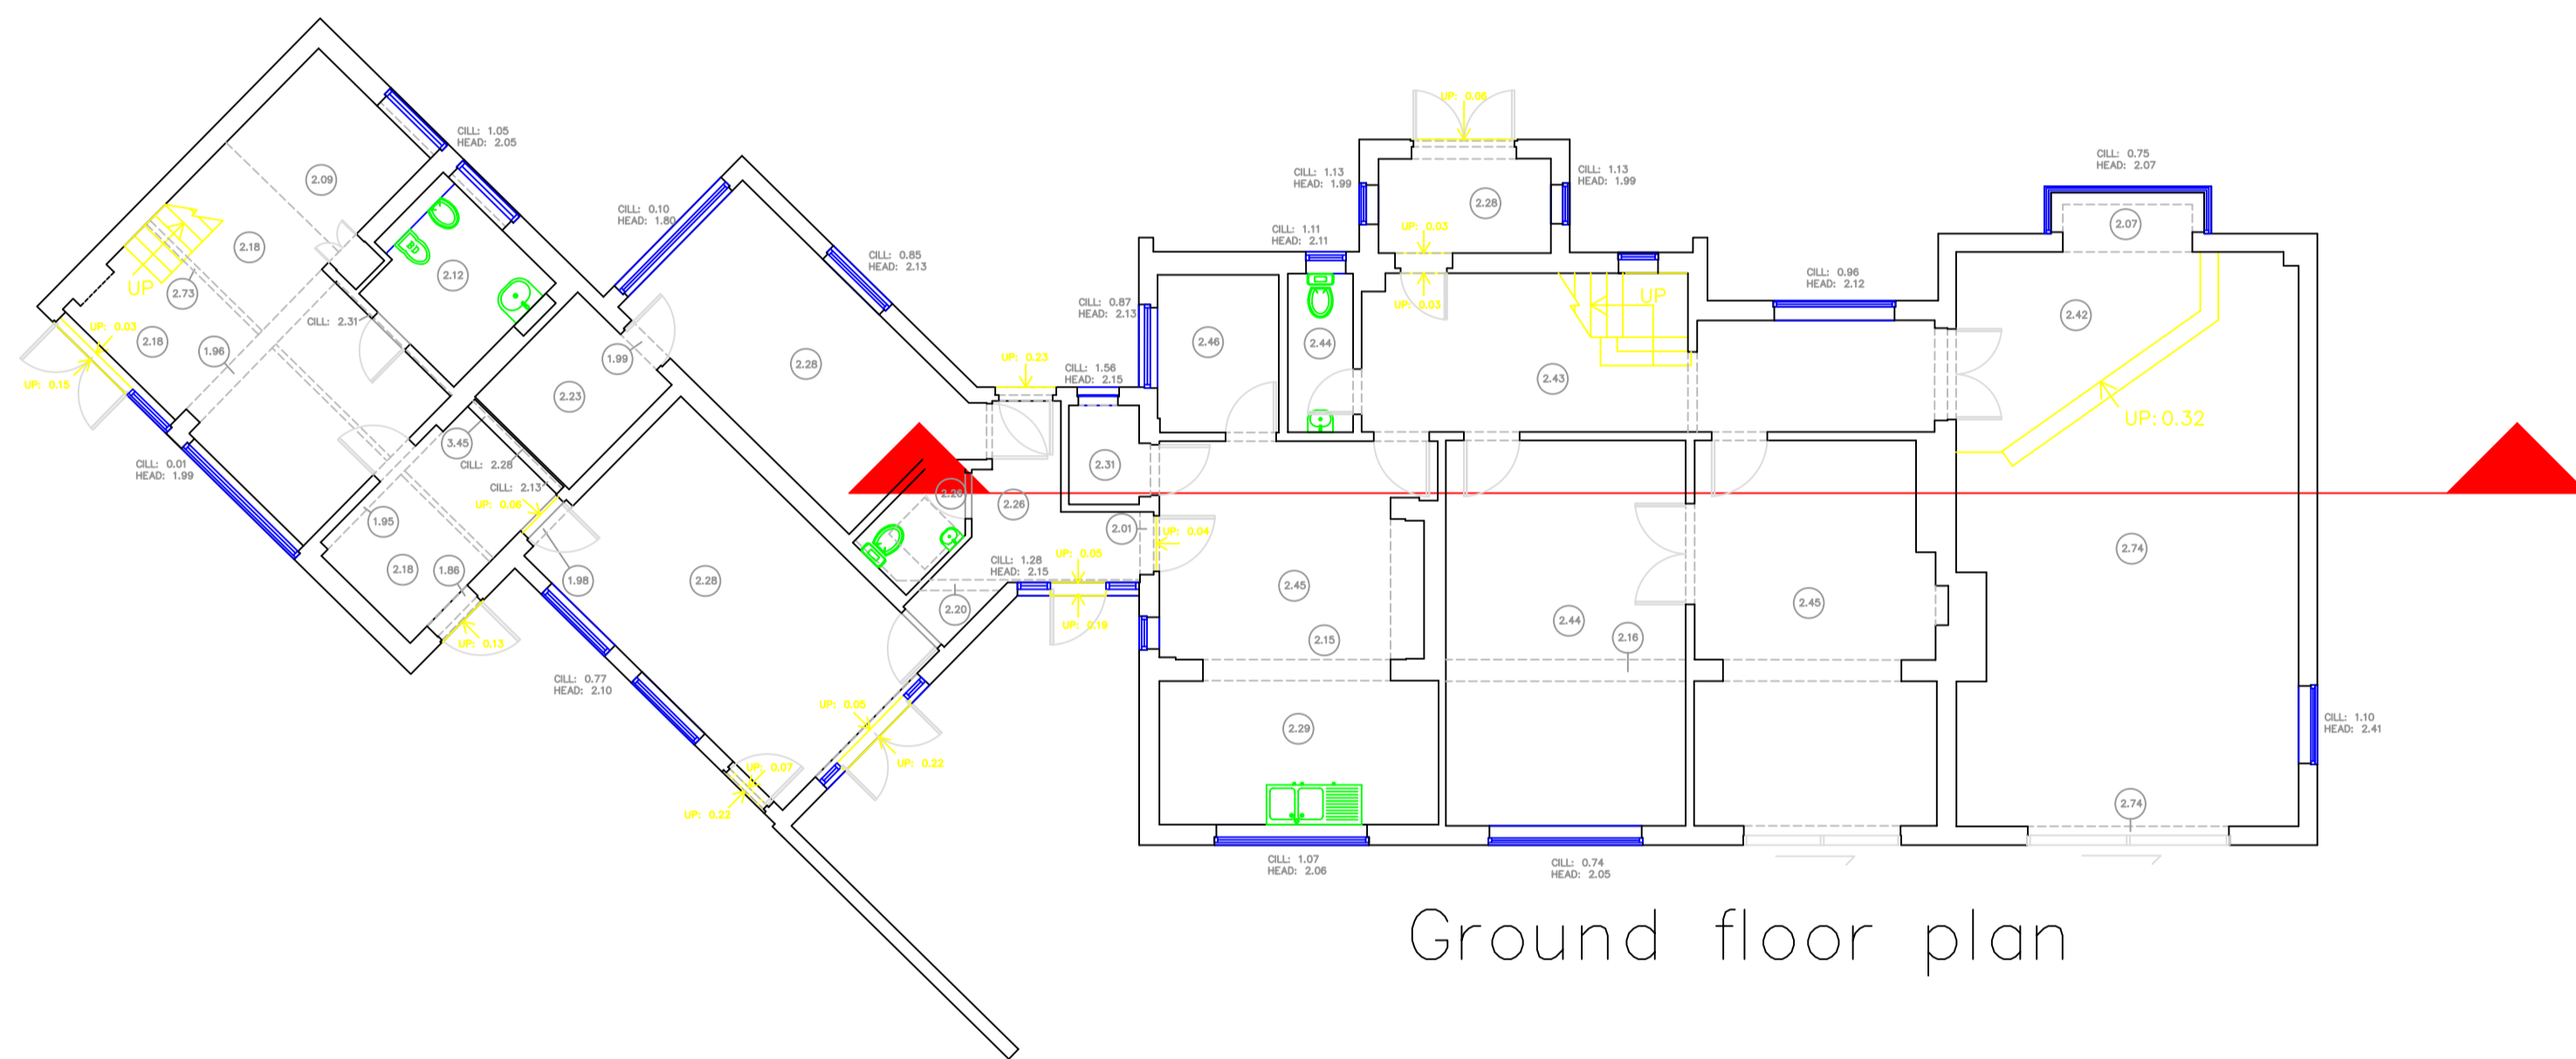 CILL: 1.05
HEAD: 2.05
2.09
2.18
2.73
UP
2.12
CILL: 2.31
UP: 0.03
2.18
1.96
UP: 0.15
CILL: 0.01
HEAD: 1.99
CILL: 0.10
HEAD: 1.80
CILL: 0.85
HEAD: 2.13
1.99
2.28
2.23
3.45
CILL: 2.28
CILL: 2.13
UP: 0.06
1.95
2.18
1.86
1.98
UP: 0.13
2.28
CILL: 0.77
HEAD: 2.10
UP: 0.05
UP: 0.07
UP: 0.22
UP: 0.22
UP: 0.23
CILL: 1.56
HEAD: 2.15
2.31
2.26
2.26
2.01
UP: 0.04
UP: 0.05
CILL: 1.28
HEAD: 2.15
2.20
UP: 0.19
UP: 0.06
CILL: 1.13
HEAD: 1.99
CILL: 1.13
HEAD: 1.99
2.28
UP: 0.03
UP: 0.03
CILL: 1.11
HEAD: 2.11
CILL: 0.87
HEAD: 2.13
2.46
2.44
2.43
UP
CILL: 0.96
HEAD: 2.12
CILL: 0.75
HEAD: 2.07
2.07
2.42
UP:0.32
2.45
2.15
2.44
2.16
2.45
2.74
2.29
CILL: 1.10
HEAD: 2.41
2.74
CILL: 1.07
HEAD: 2.06
CILL: 0.74
HEAD: 2.05
Ground floor plan